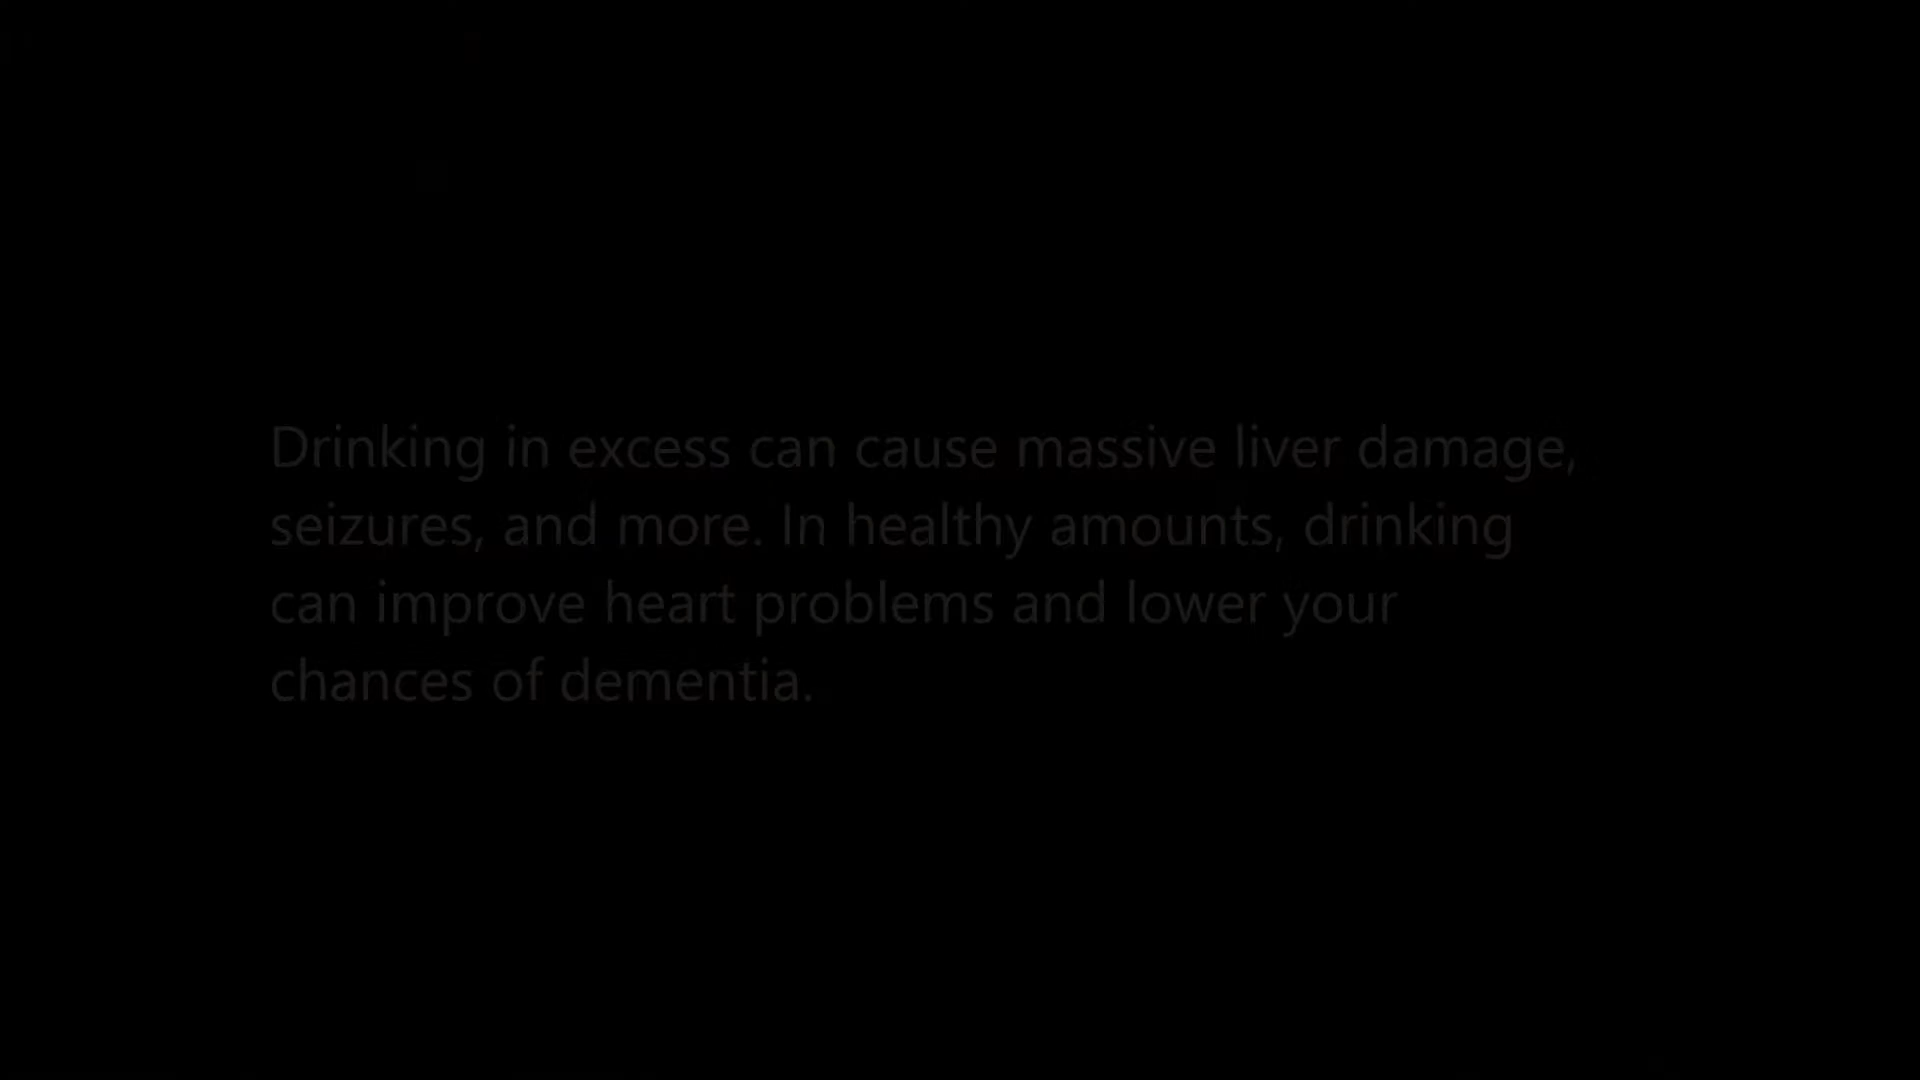 Drinking in excess can cause massive liver damage,
seizures, and more. In healthy amounts, drinking
can improve heart problems and lower your
chances of dementia.